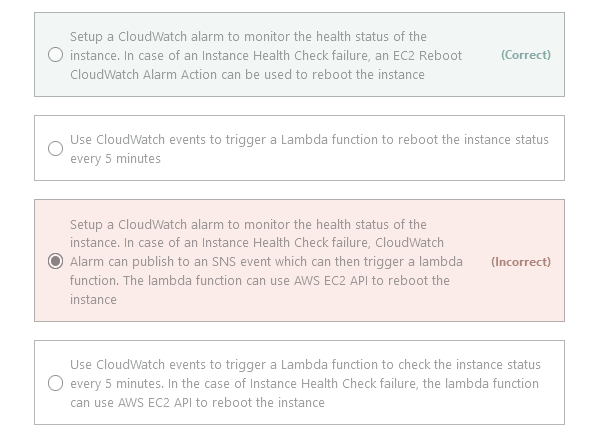 Setup a CloudWatch alarm to monitor the health status of the
instance. In case of an Instance Health Check failure, an EC2 Reboot
CloudWatch Alarm Action can be used to reboot the instance
(Correct)
Use CloudWatch events to trigger a Lambda function to reboot the instance status
every 5 minutes
Setup a CloudWatch alarm to monitor the health status of the
instance. In case of an Instance Health Check failure, CloudWatch
Alarm can publish to an SNS event which can then trigger a lambda
function. The lambda function can use AWS EC2 API to reboot the
instance
(Incorrect)
Use CloudWatch events to trigger a Lambda function to check the instance status
every 5 minutes. In the case of Instance Health Check failure, the lambda function
can use AWS EC2 API to reboot the instance